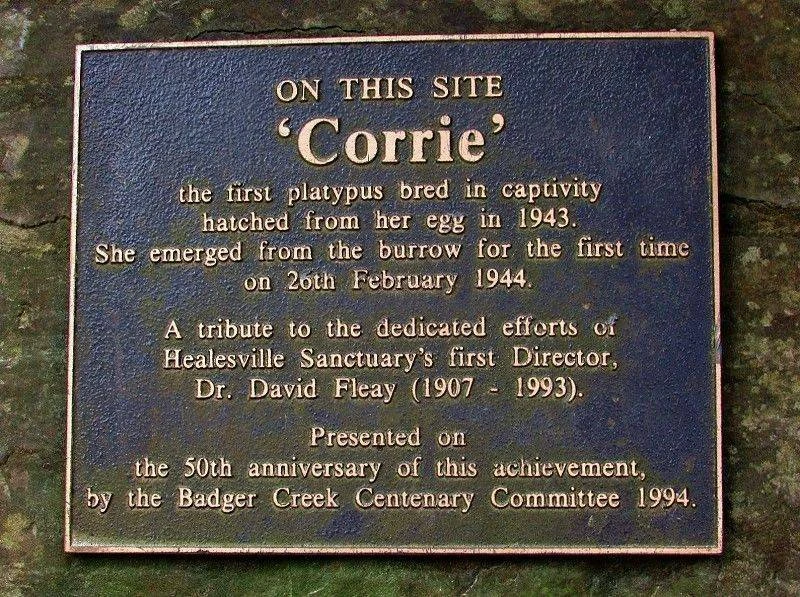 ON THIS SITE
‘Corrie’
the first platypus bred in captivity
hatched from her egg in 1943.
She emerged from the burrow for the first time
on 26th February 1944.
A tribute to the dedicated efforts of
Healesville Sanctuary's first Director,
Dr. David Fleay (1907 - 1993).
Presented on
the 50th anniversary of this achievement,
by the Badger Creek Centenary Committee 1994.